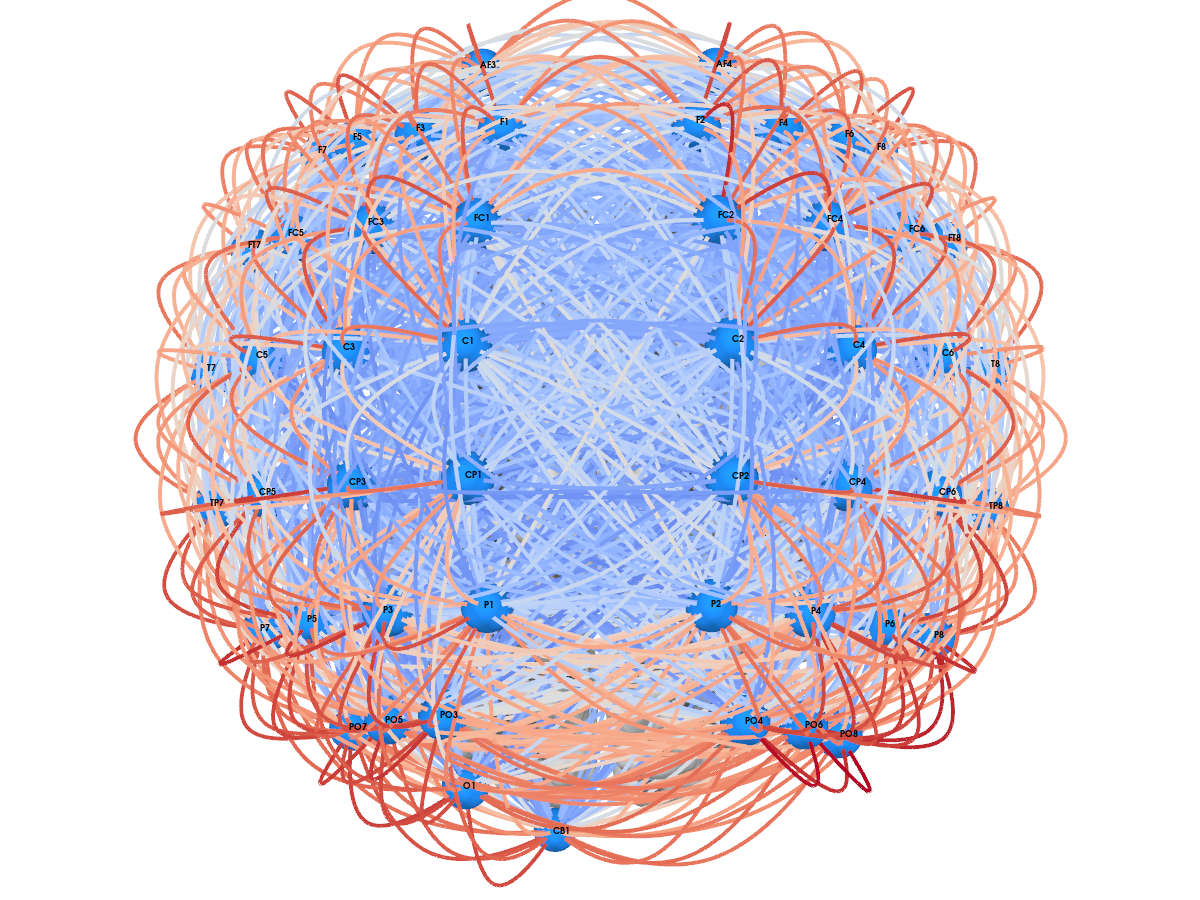 AF3 AF4
F7 F5 F3 F1 F2 F4 F6 F8
FT7 FC5 FC3 FC1 FC2 FC4 FC6 FT8
T7 C5 C3 C1 C2 C4 C6 T8
TP7 CP5 CP3 CP1 CP2 CP4 CP6 TP8
P7 P5 P3 P1 P2 P4 P6 P8
PO7 PO5 PO3 PO4 PO6 PO8
O1
CB1